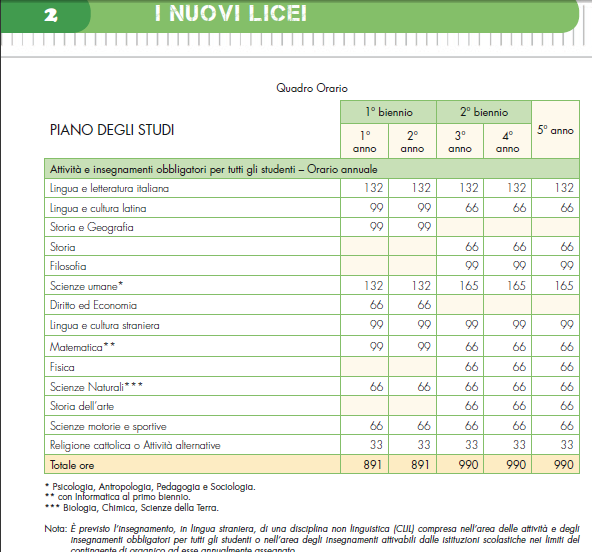 2 I NUOVI LICEI
Quadro Orario
PIANO DEGLI STUDI
1° biennio 2° biennio 5° anno
1° anno 2° anno 3° anno 4° anno
Attività e insegnamenti obbligatori per tutti gli studenti – Orario annuale
Lingua e letteratura italiana 132 132 132 132 132
Lingua e cultura latina 99 99 66 66 66
Storia e Geografia 99 99
Storia 66 66 66
Filosofia 99 99 99
Scienze umane* 132 132 165 165 165
Diritto ed Economia 66 66
Lingua e cultura straniera 99 99 99 99 99
Matematica** 99 99 66 66 66
Fisica 66 66 66
Scienze Naturali*** 66 66 66 66 66
Storia dell'arte 66 66 66
Scienze motorie e sportive 66 66 66 66 66
Religione cattolica o Attività alternative 33 33 33 33 33
Totale ore 891 891 990 990 990
* Psicologia, Antropologia, Pedagogia e Sociologia.
** con Informatica al primo biennio.
*** Biologia, Chimica, Scienze della Terra.
Nota: È previsto l'insegnamento, in lingua straniera, di una disciplina non linguistica (CLIL) compresa nell'area delle attività e degli
insegnamenti obbligatori per tutti gli studenti o nell'area degli insegnamenti attivabili dalle istituzioni scolastiche nei limiti del
contingente di organico ad esse annualmente assegnato.